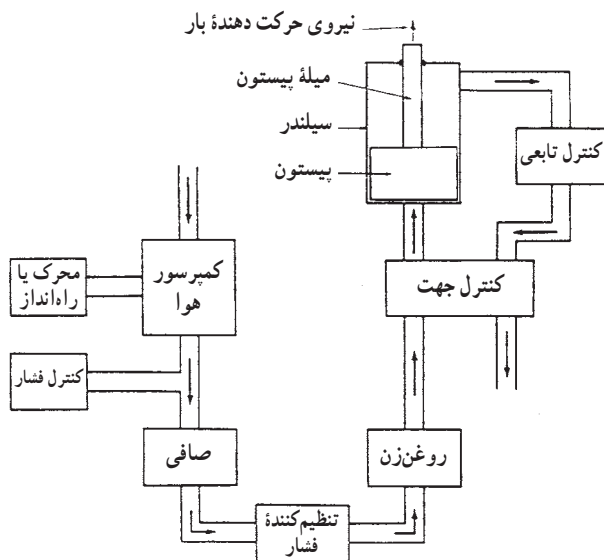 نیروی حرکت دهندهٔ بار
میلهٔ پیستون
سیلندر
پیستون
کنترل تابعی
کنترل جهت
کمپرسور
هوا
محرک یا
راه‌انداز
کنترل فشار
صافی
روغن‌زن
تنظیم‌کنندهٔ
فشار